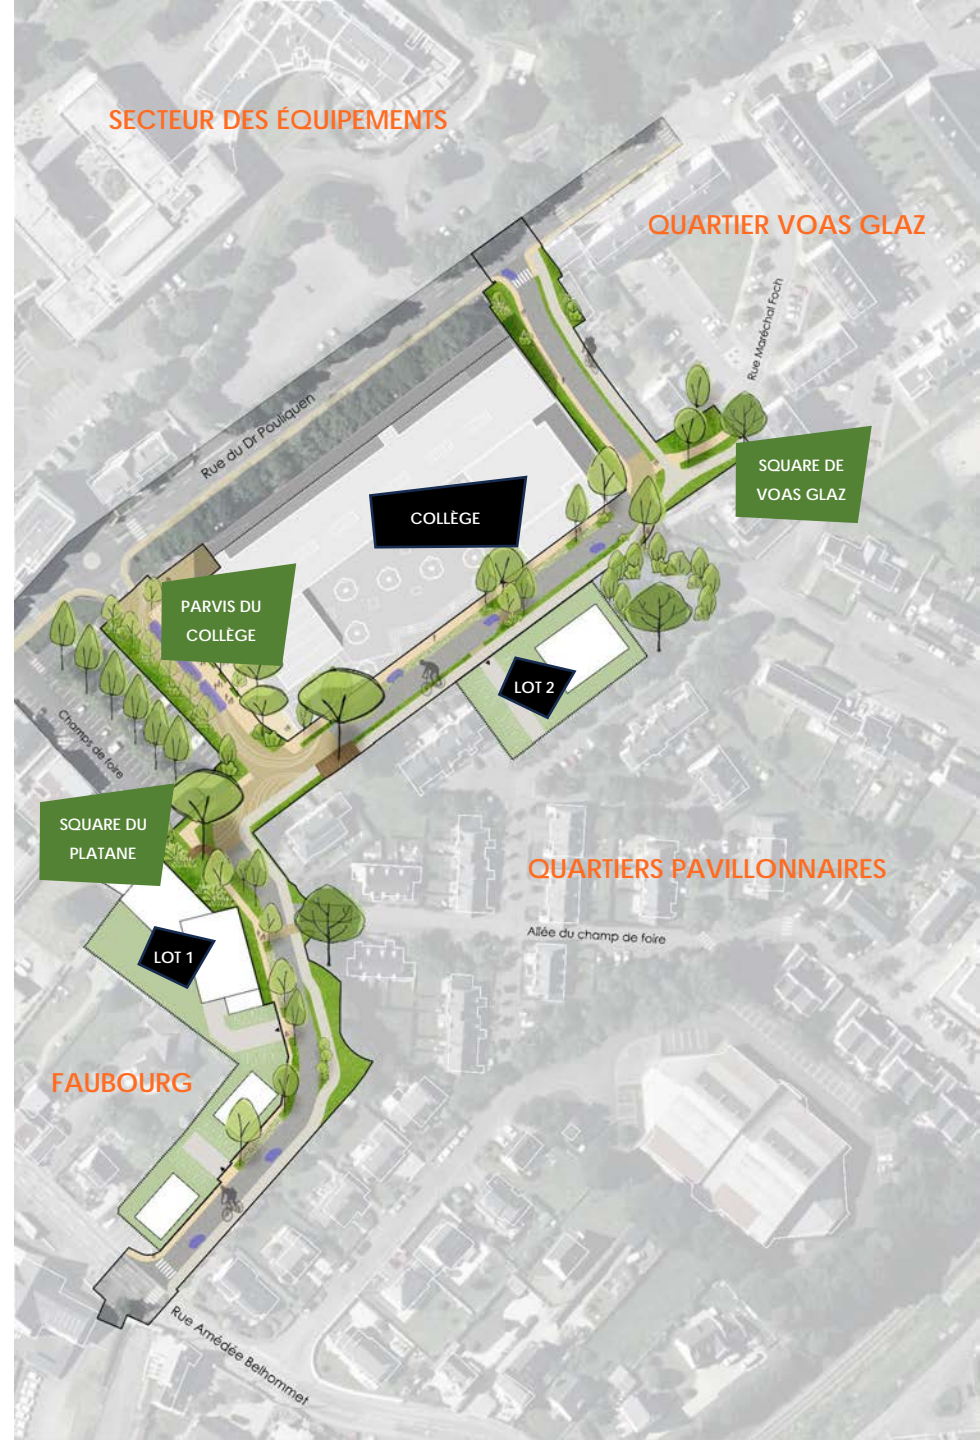 SECTEUR DES ÉQUIPEMENTS
QUARTIER VOAS GLAZ
Rue Maréchal Foch
Rue du Dr Pouliquen
SQUARE DE
VOAS GLAZ
COLLÈGE
PARVIS DU
COLLÈGE
LOT 2
Champs de foire
SQUARE DU
PLATANE
QUARTIERS PAVILLONNAIRES
Allée du champ de foire
LOT 1
FAUBOURG
Rue Amédée Belhommet